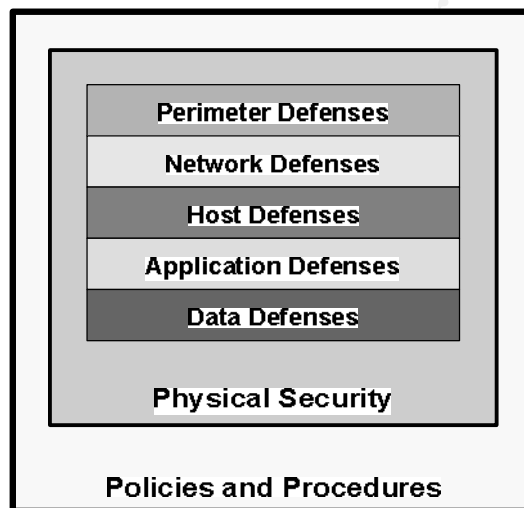 Perimeter Defenses
Network Defenses
Host Defenses
Application Defenses
Data Defenses
Physical Security
Policies and Procedures